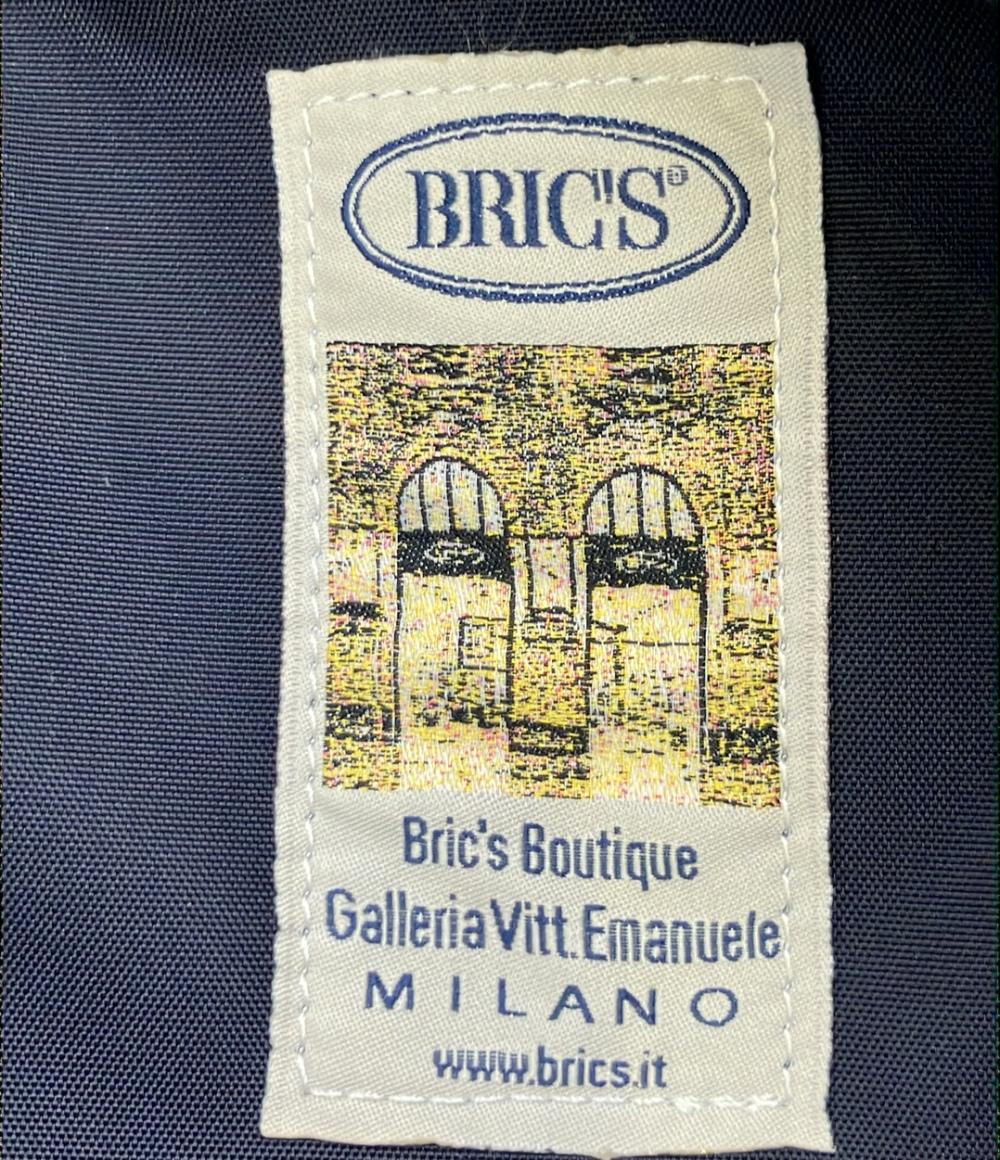 BRIC'S®
Bric's Boutique
Galleria Vitt. Emanuele
MILANO
www.brics.it